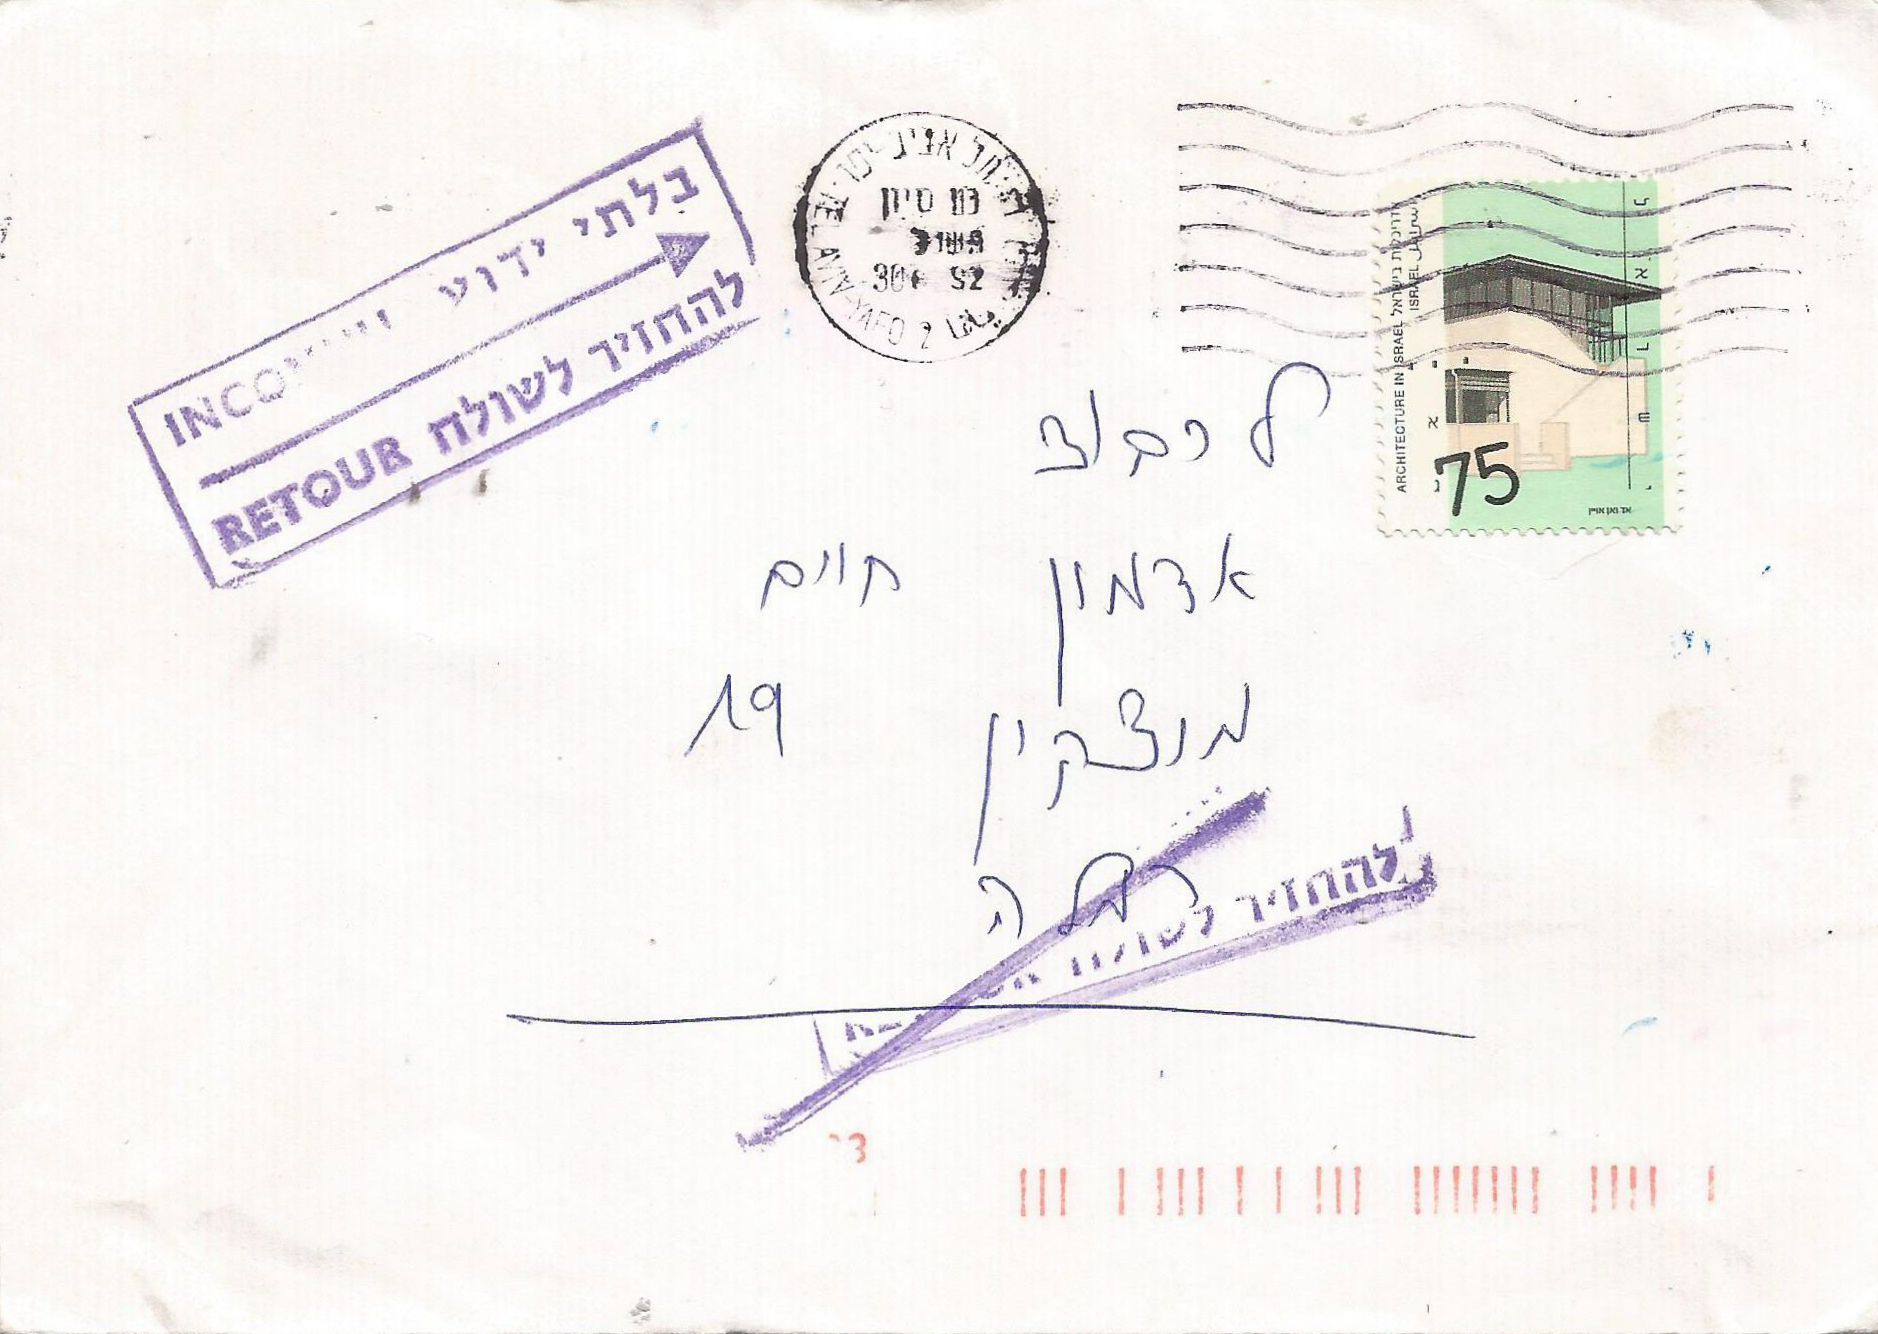 בלתי ידוע
INCO
להחזיר לשולח RETOUR
תל אביב-יפו
כט סיון
תשנ
30 6 92
TEL AVIV-YAFO 2
אדריכלות בישראל ARCHITECTURE IN ISRAEL
ISRAEL
ישראל
75
לכבוד
אדמון חיים
מוצקין 19
רמלה
להחזיר לשולח